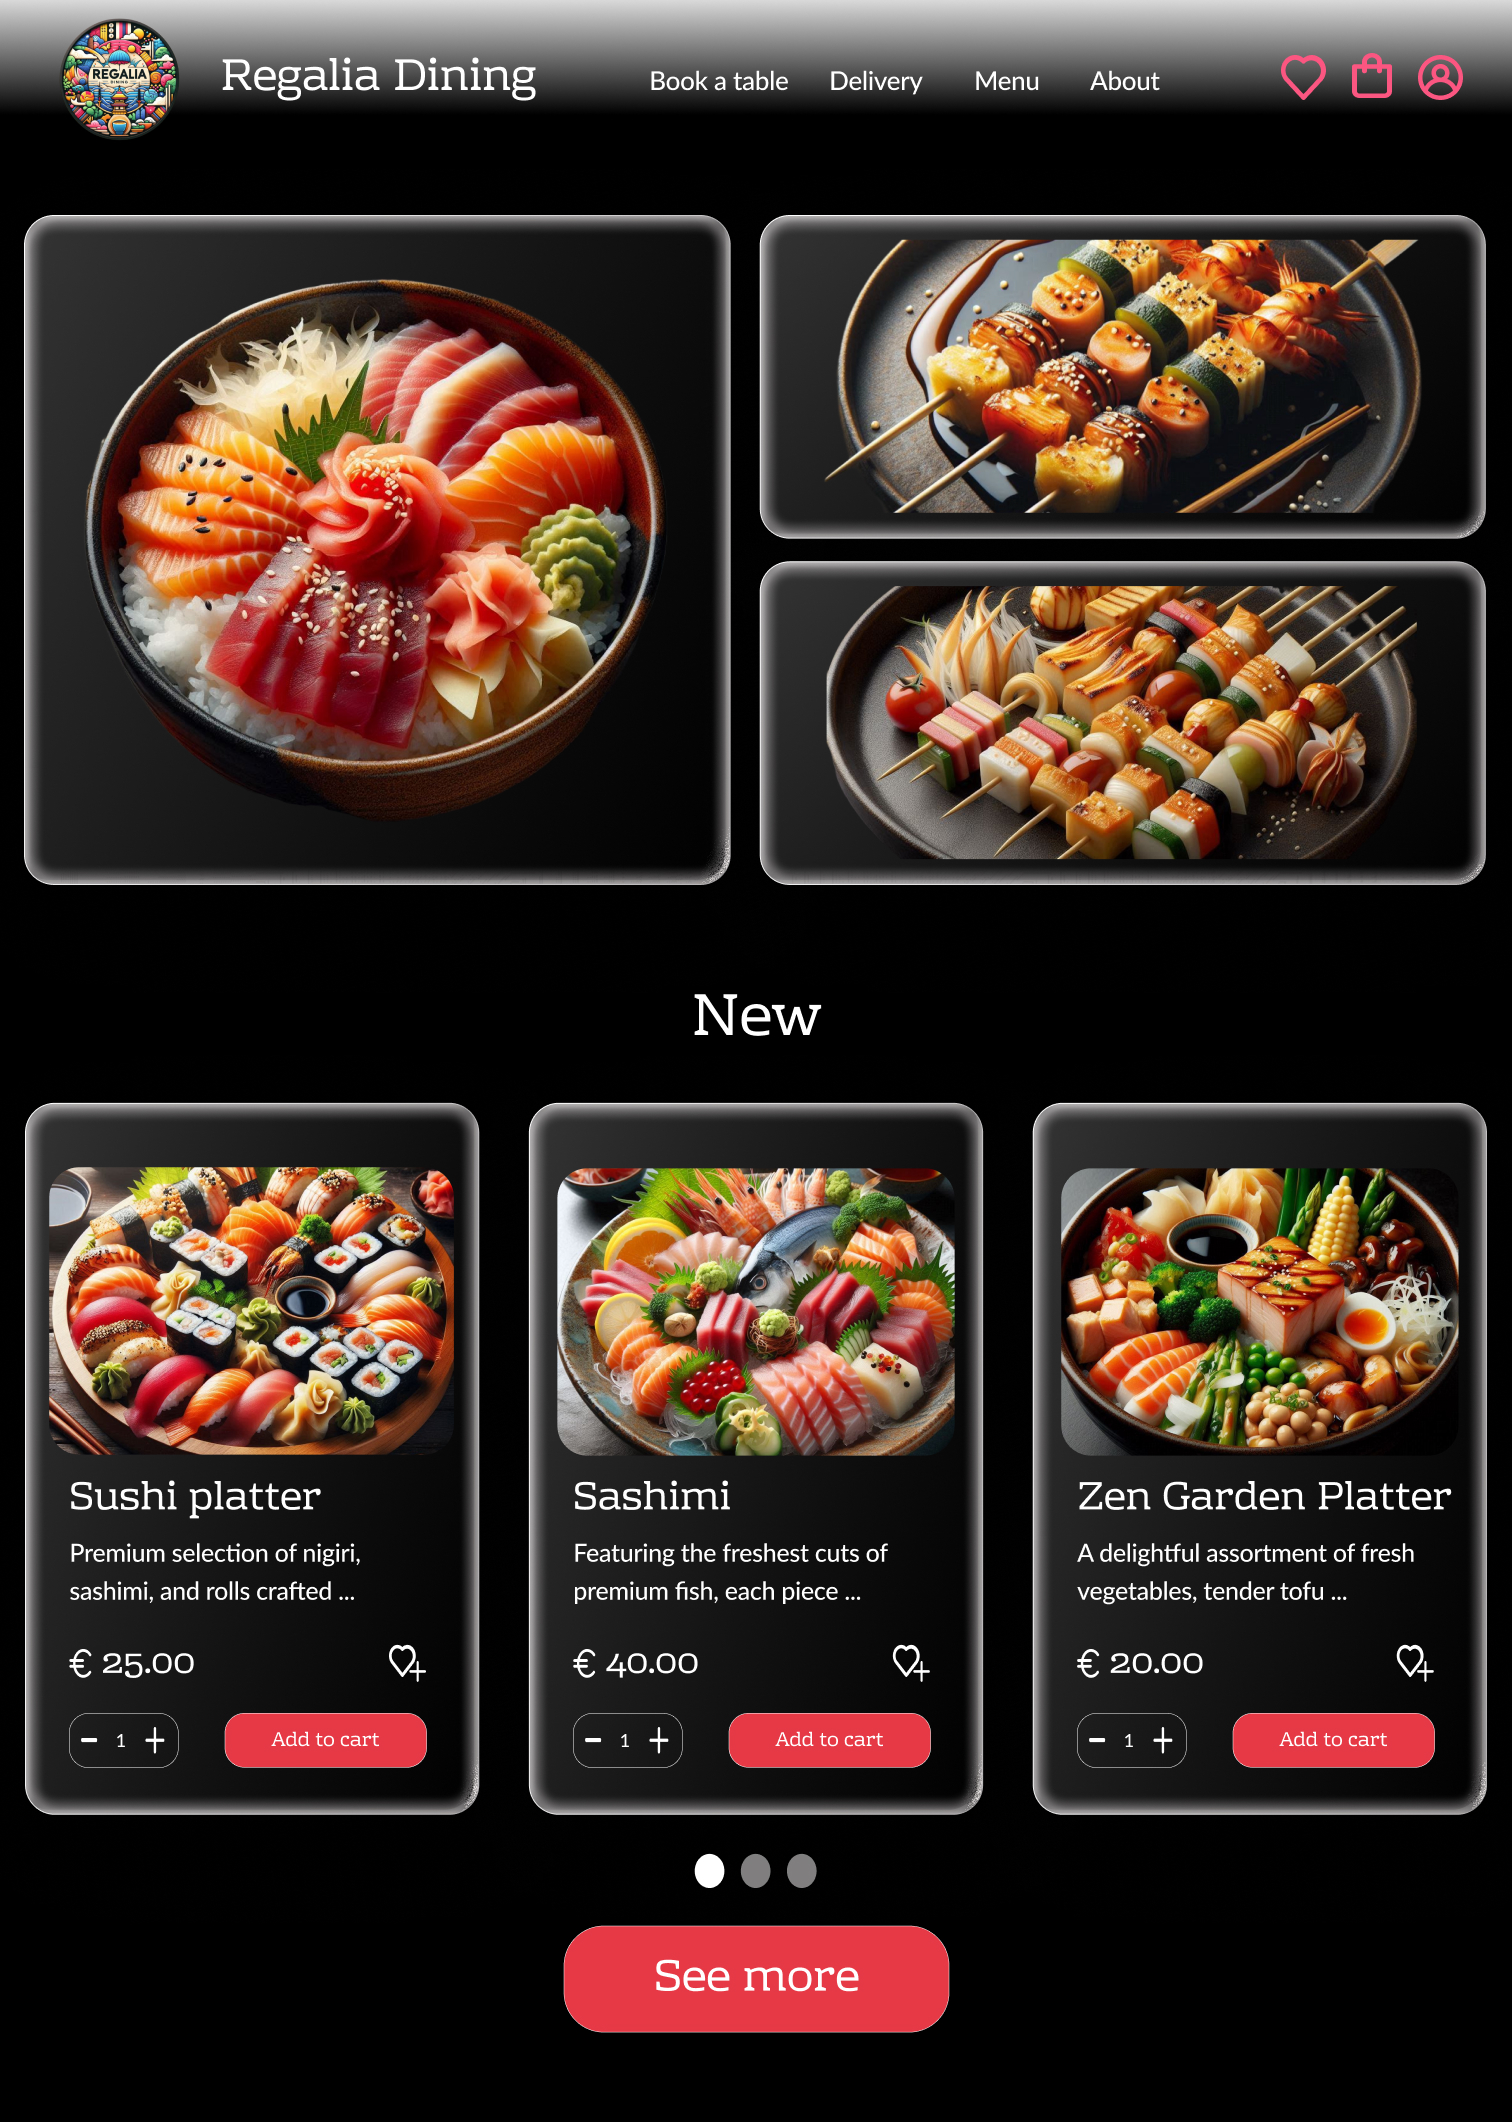 REGALIA
DINING
Regalia Dining
Book a table
Delivery
Menu
About
New
Sushi platter
Premium selection of nigiri,
sashimi, and rolls crafted ...
€ 25.00
1
Add to cart
Sashimi
Featuring the freshest cuts of
premium fish, each piece ...
€ 40.00
1
Add to cart
Zen Garden Platter
A delightful assortment of fresh
vegetables, tender tofu ...
€ 20.00
1
Add to cart
See more